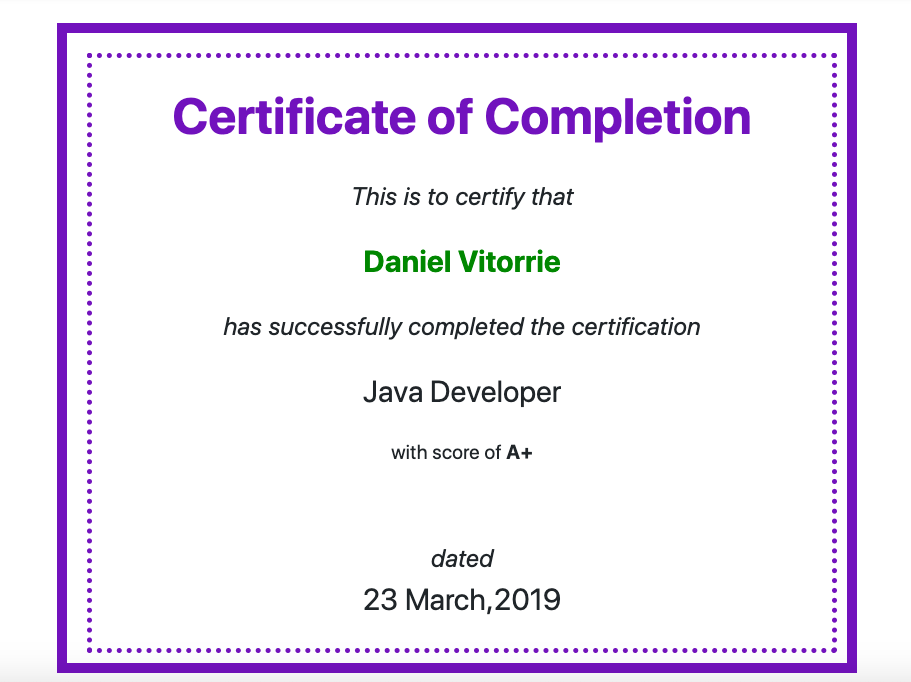 Certificate of Completion
This is to certify that
Daniel Vitorrie
has successfully completed the certification
Java Developer
with score of A+
dated
23 March,2019